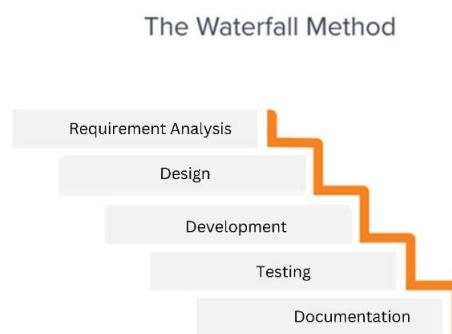 The Waterfall Method
Requirement Analysis
Design
Development
Testing
Documentation